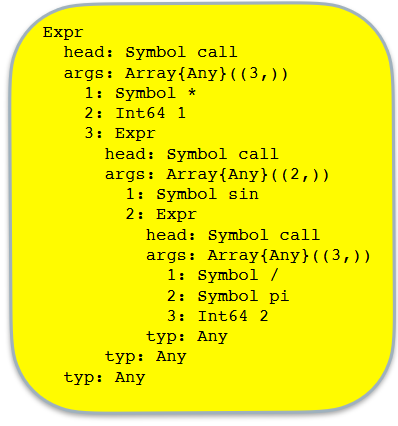 Expr
  head: Symbol call
  args: Array{Any}((3,))
    1: Symbol *
    2: Int64 1
    3: Expr
      head: Symbol call
      args: Array{Any}((2,))
        1: Symbol sin
        2: Expr
          head: Symbol call
          args: Array{Any}((3,))
            1: Symbol /
            2: Symbol pi
            3: Int64 2
          typ: Any
      typ: Any
  typ: Any